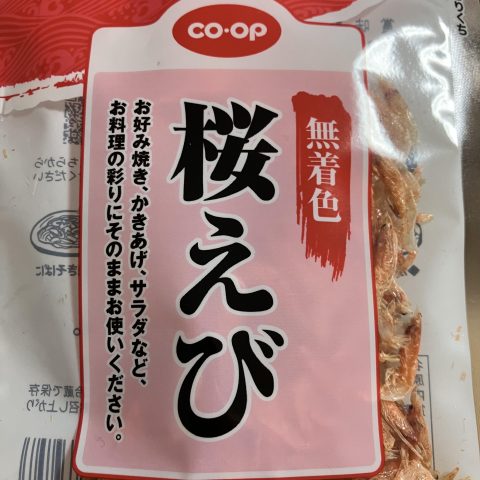 CO·OP
無着色
桜えび
お好み焼き、かきあげ、サラダなど、
お料理の彩りにそのままお使いください。